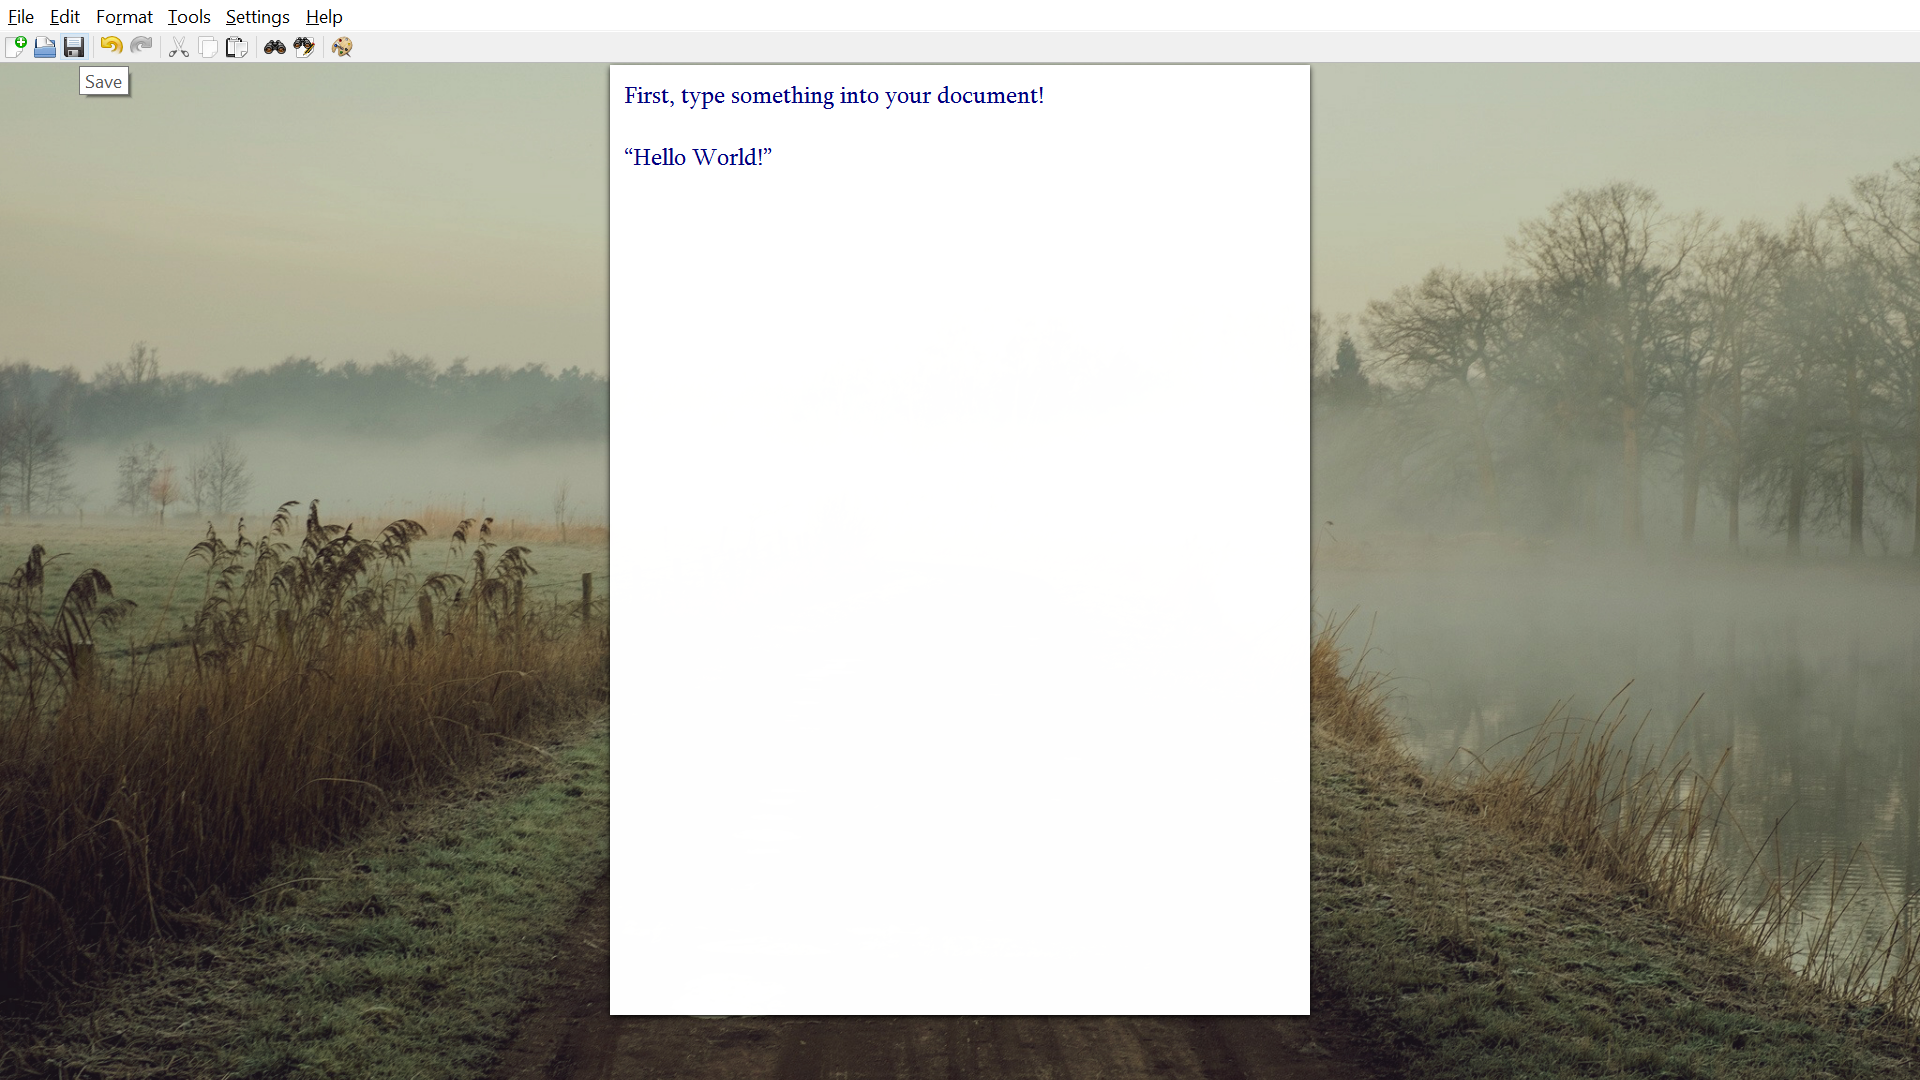 File Edit Format Tools Settings Help
Save
First, type something into your document!
“Hello World!”